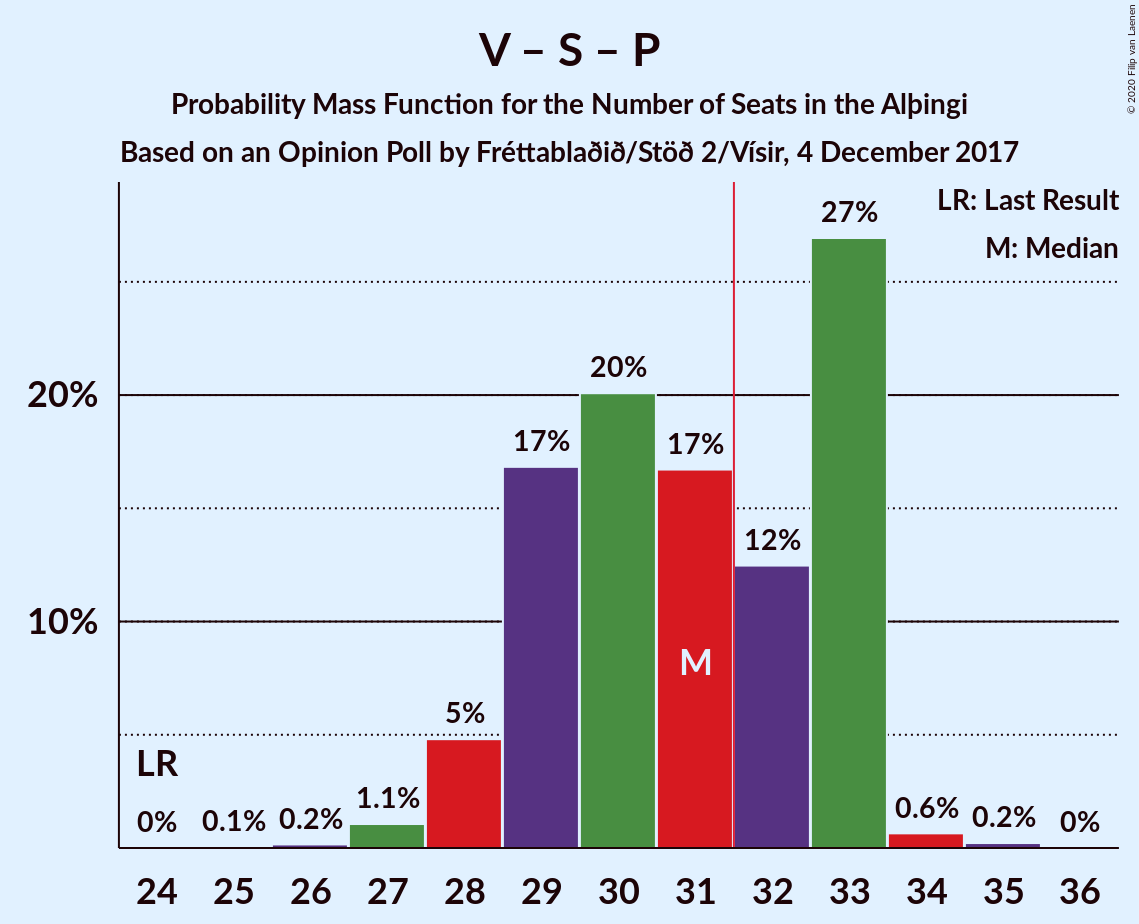 V – S – P
Probability Mass Function for the Number of Seats in the Alþingi
Based on an Opinion Poll by Fréttablaðið/Stöð 2/Vísir, 4 December 2017
© 2020 Filip van Laenen
LR: Last Result
M: Median
27%
20%
20%
17%
17%
12%
10%
M
5%
LR
0%
0.1%
0.2%
1.1%
0.6%
0.2%
0%
24 25 26 27 28 29 30 31 32 33 34 35 36